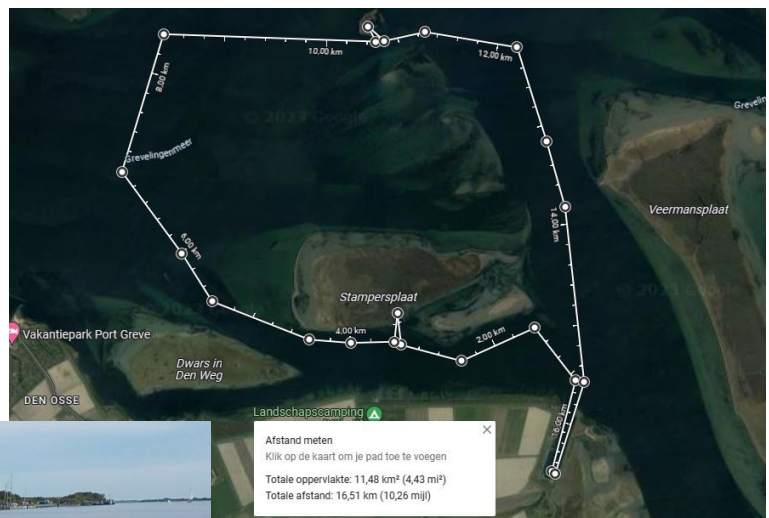 10,00 km
12,00 km
8,00 km
© 2023 Google
Grevelingenmeer
Grevelingen
Veermansplaat
14,00 km
6,00 km
Stampersplaat
Vakantiepark Port Greve
4,00 km
2,00 km
Dwars in
Den Weg
DEN OSSE
Landschapscamping
16,00 km
Afstand meten
Klik op de kaart om je pad toe te voegen
Totale oppervlakte: 11,48 km² (4,43 mi²)
Totale afstand: 16,51 km (10,26 mijl)